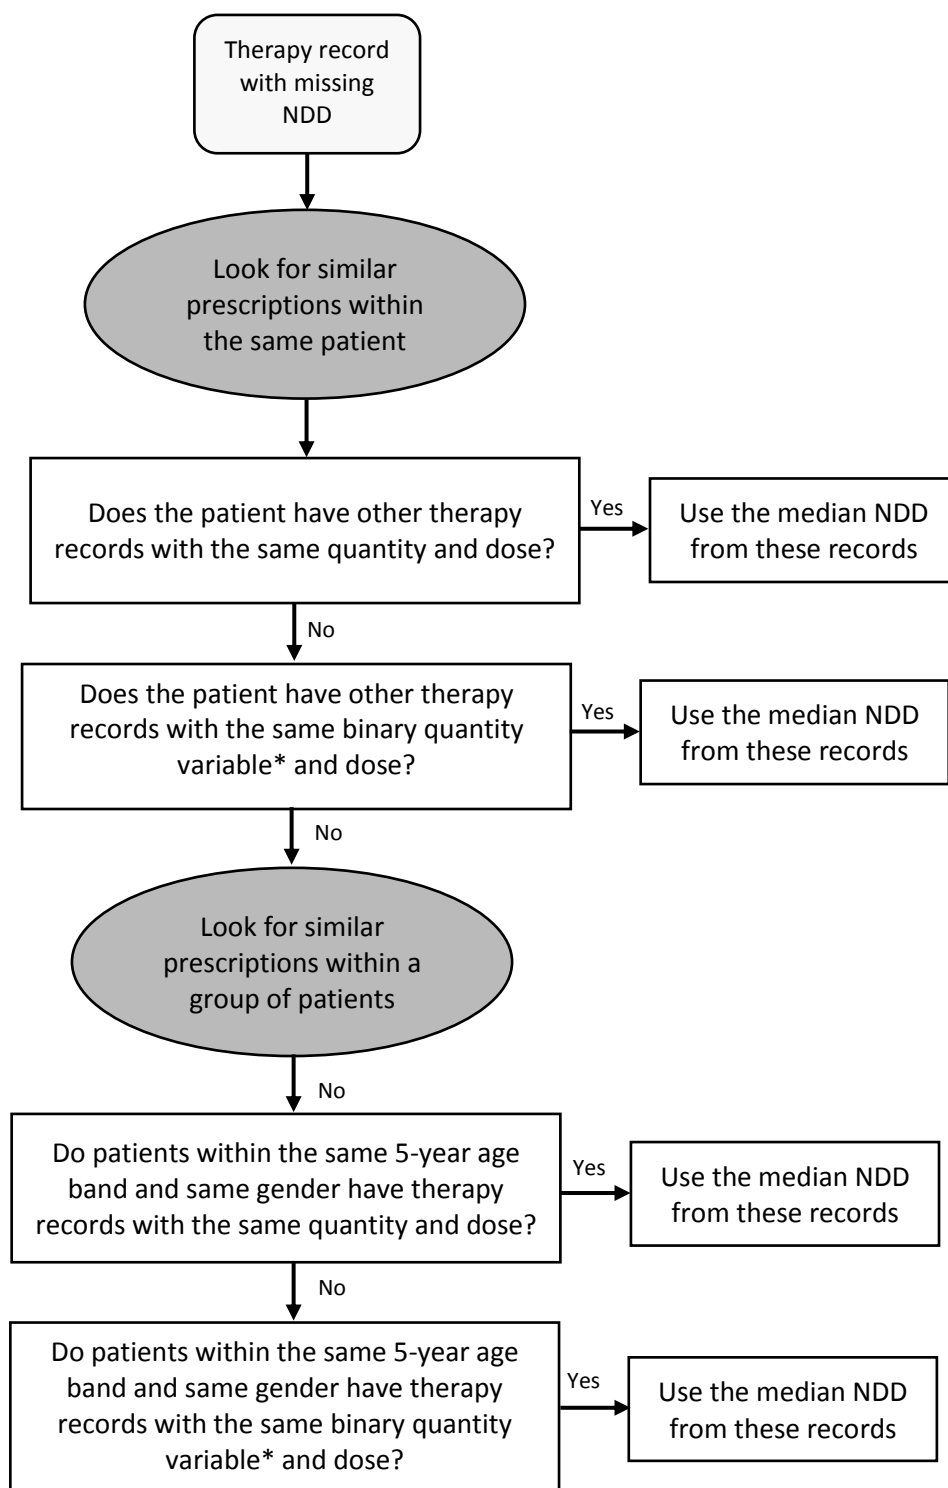 Therapy record
with missing
NDD
Look for similar
prescriptions within
the same patient
Does the patient have other therapy
records with the same quantity and dose?
Yes
Use the median NDD
from these records
No
Does the patient have other therapy
records with the same binary quantity
variable* and dose?
Yes
Use the median NDD
from these records
No
Look for similar
prescriptions within a
group of patients
No
Do patients within the same 5-year age
band and same gender have therapy
records with the same quantity and dose?
Yes
Use the median NDD
from these records
No
Do patients within the same 5-year age
band and same gender have therapy
records with the same binary quantity
variable* and dose?
Yes
Use the median NDD
from these records